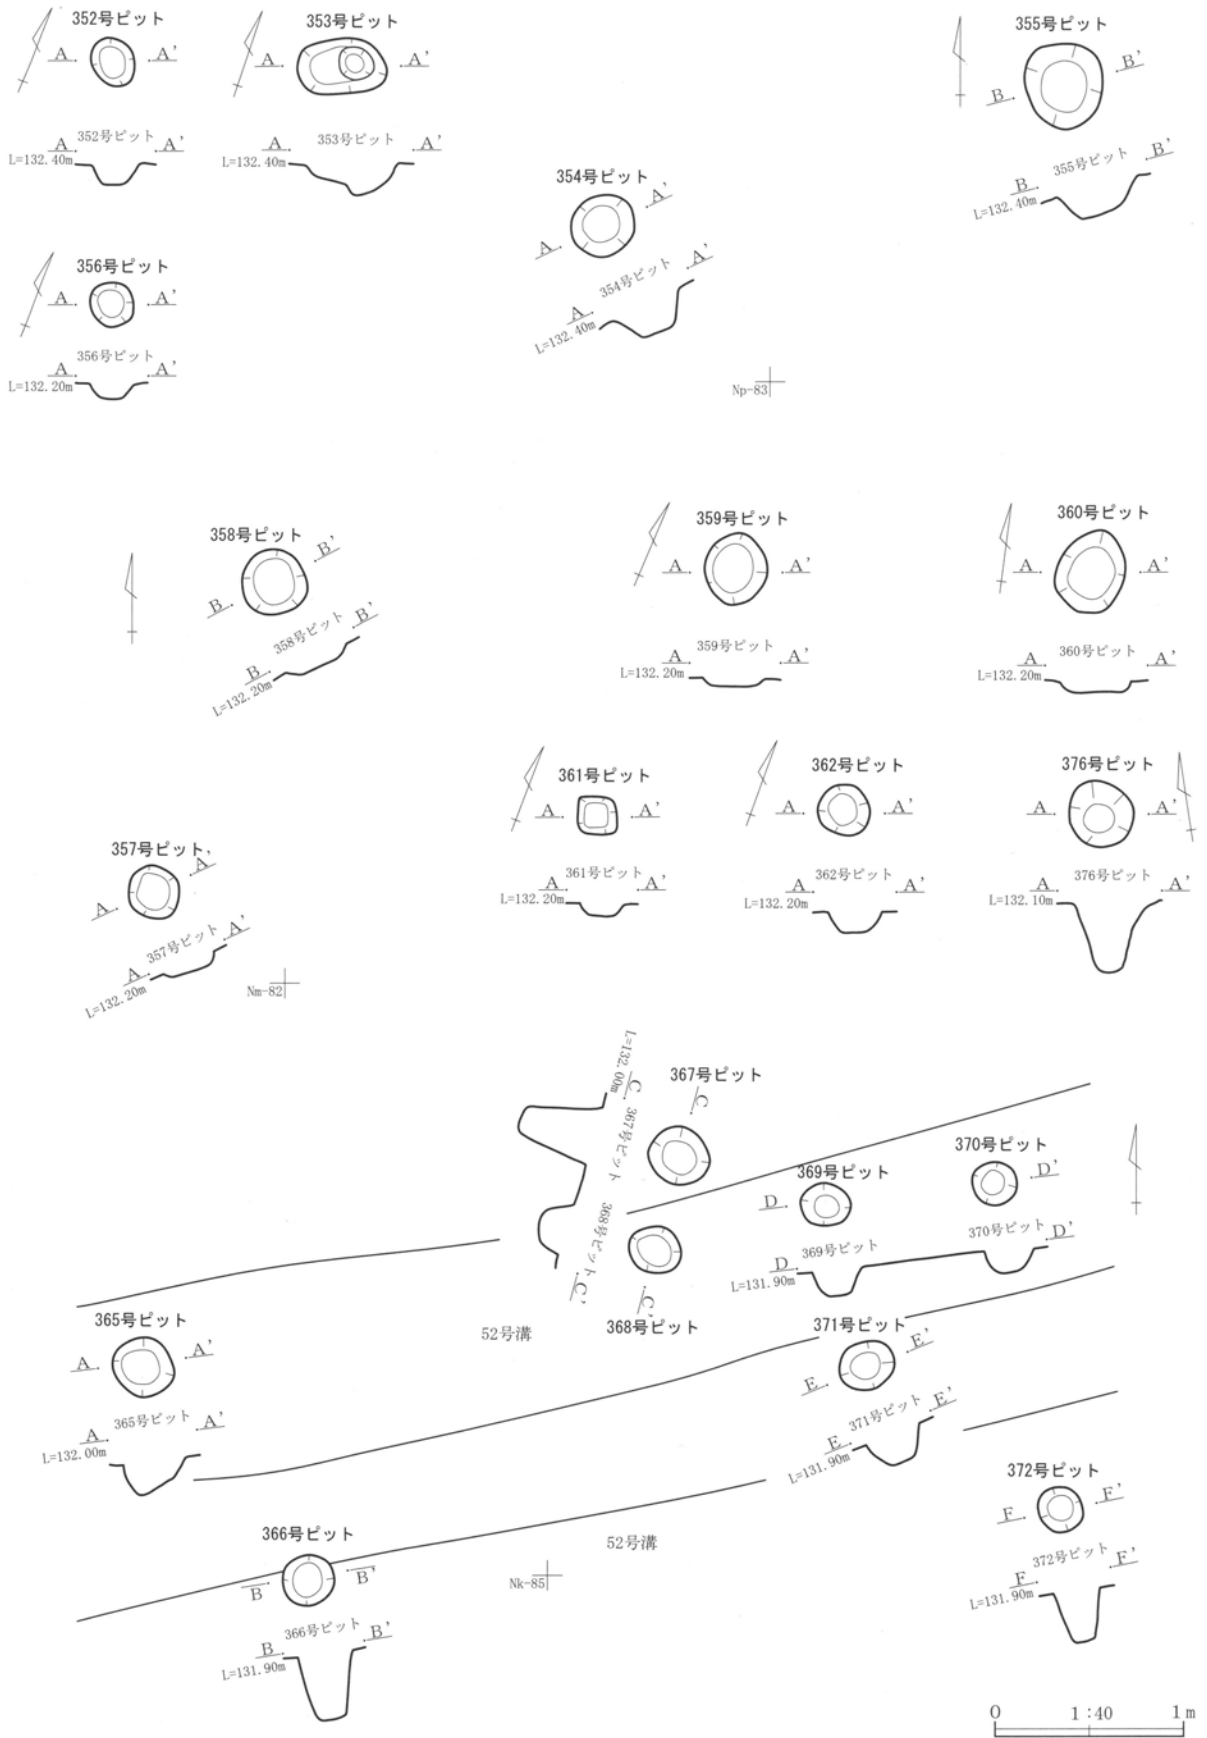 352号ピット
A A'
352号ピット
A A'
L=132.40m
353号ピット
A A'
353号ピット
A A'
L=132.40m
354号ピット
A A'
354号ピット
A A'
L=132.40m
355号ピット
B B'
355号ピット
B B'
L=132.40m
356号ピット
A A'
356号ピット
A A'
L=132.20m
Np-83
358号ピット
B B'
358号ピット
B B'
L=132.20m
359号ピット
A A'
359号ピット
A A'
L=132.20m
360号ピット
A A'
360号ピット
A A'
L=132.20m
361号ピット
A A'
361号ピット
A A'
L=132.20m
362号ピット
A A'
362号ピット
A A'
L=132.20m
376号ピット
A A'
376号ピット
A A'
L=132.10m
357号ピット
A A'
357号ピット
A A'
L=132.20m
Nm-82
367号ピット
C
L=132.00m
C
367号ピット
368号ピット
C'
C'
368号ピット
369号ピット
D
369号ピット
D
L=131.90m
370号ピット
D'
370号ピット
D'
52号溝
365号ピット
A A'
365号ピット
A A'
L=132.00m
371号ピット
E E'
371号ピット
E E'
L=131.90m
366号ピット
B B'
366号ピット
B B'
L=131.90m
52号溝
Nk-85
372号ピット
F F'
372号ピット
F F'
L=131.90m
0 1:40 1m